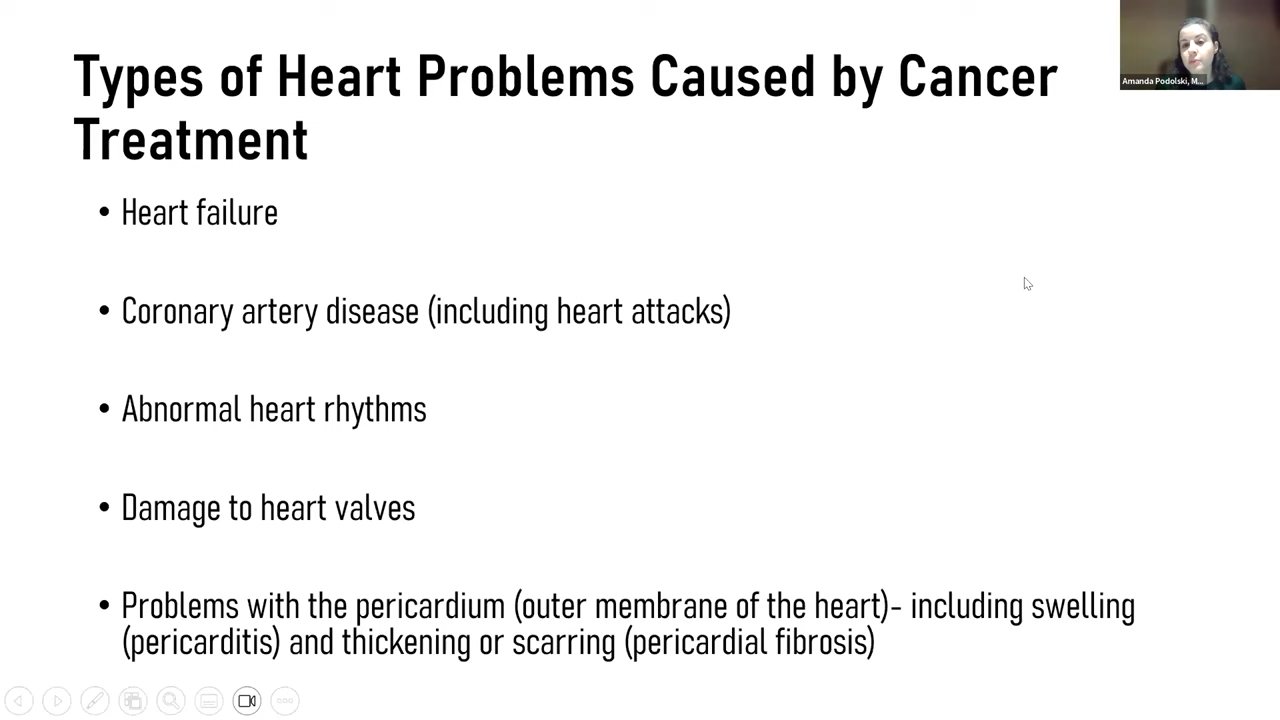 Types of Heart Problems Caused by Cancer
Treatment
Amanda Podolski, M...
• Heart failure
• Coronary artery disease (including heart attacks)
• Abnormal heart rhythms
• Damage to heart valves
• Problems with the pericardium (outer membrane of the heart)- including swelling
(pericarditis) and thickening or scarring (pericardial fibrosis)